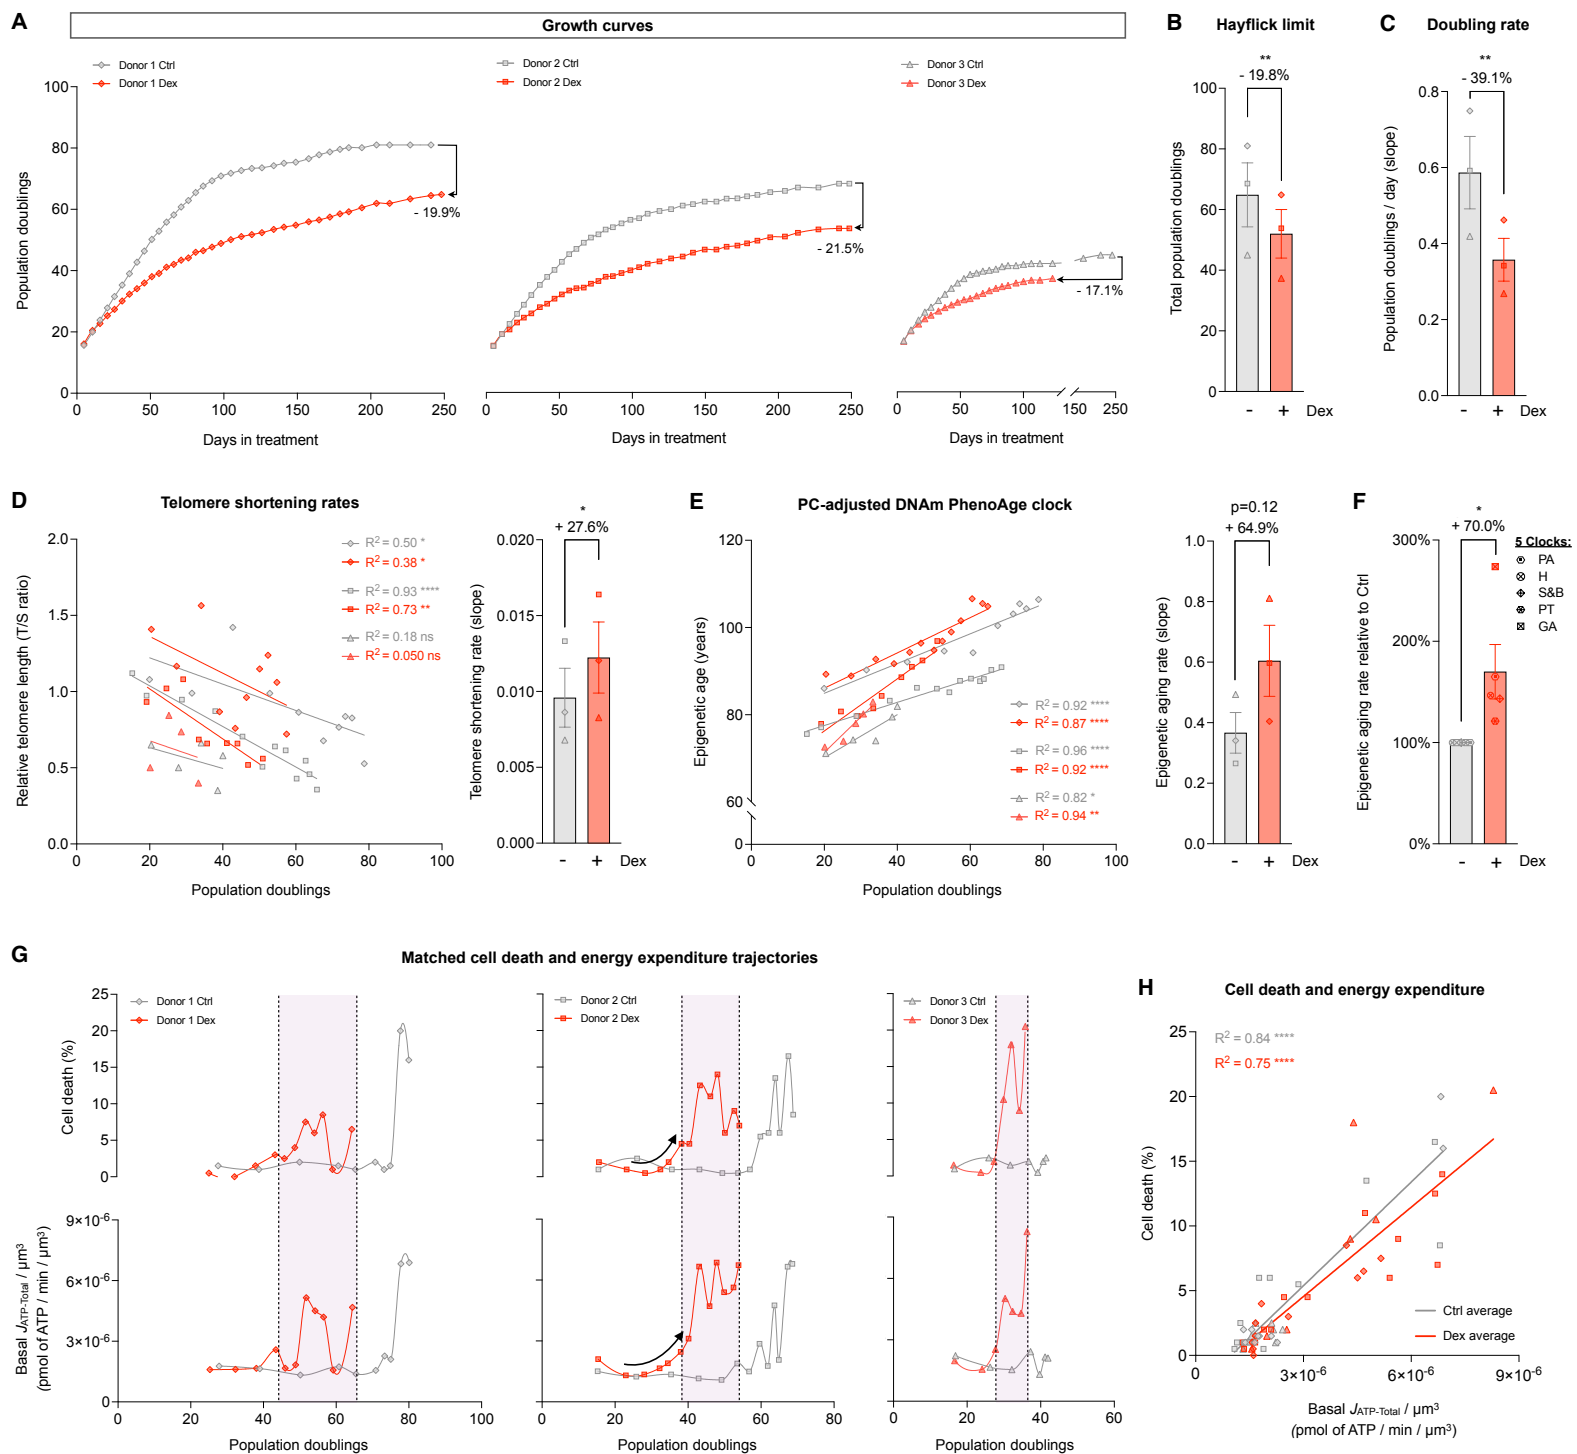 A
Growth curves
Donor 1 Ctrl
Donor 1 Dex
Donor 2 Ctrl
Donor 2 Dex
Donor 3 Ctrl
Donor 3 Dex
Population doublings
100
80
60
40
20
0
- 19.9%
- 21.5%
- 17.1%
0 50 100 150 200 250
0 50 100 150 200 250
0 50 100 150 250
Days in treatment
Days in treatment
Days in treatment
B
Hayflick limit
**
- 19.8%
Total population doublings
100
80
60
40
20
0
- + Dex
C
Doubling rate
**
- 39.1%
Population doublings / day (slope)
0.8
0.6
0.4
0.2
0.0
- + Dex
D
Telomere shortening rates
Relative telomere length (T/S ratio)
2.0
1.5
1.0
0.5
0.0
R² = 0.50 *
R² = 0.38 *
R² = 0.93 ****
R² = 0.73 **
R² = 0.18 ns
R² = 0.050 ns
0 20 40 60 80 100
Population doublings
*
+ 27.6%
Telomere shortening rate (slope)
0.020
0.015
0.010
0.005
0.000
- + Dex
E
PC-adjusted DNAm PhenoAge clock
Epigenetic age (years)
120
100
80
60
0
R² = 0.92 ****
R² = 0.87 ****
R² = 0.96 ****
R² = 0.92 ****
R² = 0.82 *
R² = 0.94 **
0 20 40 60 80 100
Population doublings
p=0.12
+ 64.9%
Epigenetic aging rate (slope)
1.0
0.8
0.6
0.4
0.2
0.0
- + Dex
F
*
+ 70.0%
Epigenetic aging rate relative to Ctrl
300%
200%
100%
0%
- + Dex
5 Clocks:
PA
H
S&B
PT
GA
G
Matched cell death and energy expenditure trajectories
Donor 1 Ctrl
Donor 1 Dex
Donor 2 Ctrl
Donor 2 Dex
Donor 3 Ctrl
Donor 3 Dex
Cell death (%)
25
20
15
10
5
0
Basal J_ATP-Total / µm³
(pmol of ATP / min / µm³)
9×10⁻⁶
6×10⁻⁶
3×10⁻⁶
0
0 20 40 60 80 100
0 20 40 60 80
0 20 40 60
Population doublings
Population doublings
Population doublings
H
Cell death and energy expenditure
R² = 0.84 ****
R² = 0.75 ****
Cell death (%)
25
20
15
10
5
0
Ctrl average
Dex average
0 3×10⁻⁶ 6×10⁻⁶ 9×10⁻⁶
Basal J_ATP-Total / µm³
(pmol of ATP / min / µm³)